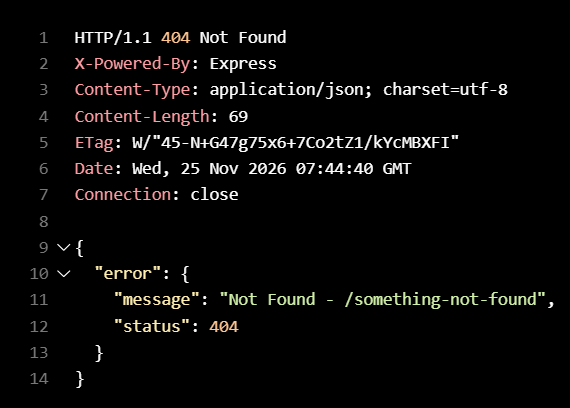 1 HTTP/1.1 404 Not Found
2 X-Powered-By: Express
3 Content-Type: application/json; charset=utf-8
4 Content-Length: 69
5 ETag: W/"45-N+G47g75x6+7Co2tZ1/kYcMBXFI"
6 Date: Wed, 25 Nov 2026 07:44:40 GMT
7 Connection: close
8
9 {
10   "error": {
11     "message": "Not Found - /something-not-found",
12     "status": 404
13   }
14 }